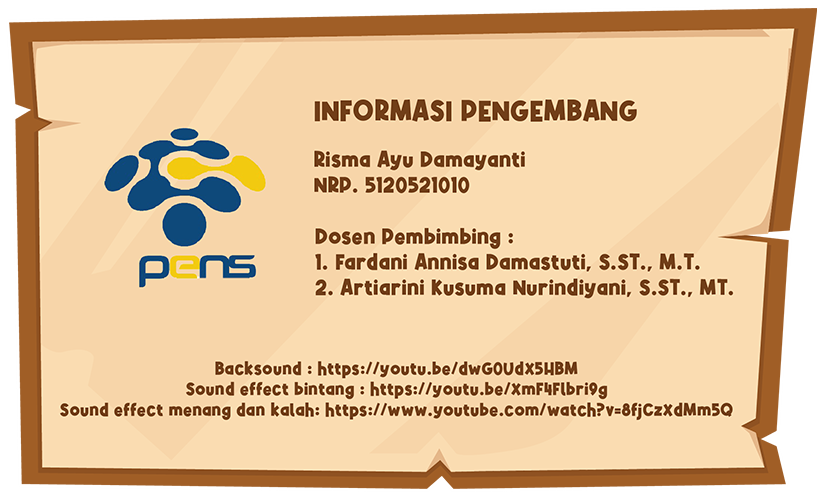 INFORMASI PENGEMBANG
Risma Ayu Damayanti
NRP. 5120521010
pens
Dosen Pembimbing :
1. Fardani Annisa Damastuti, S.ST., M.T.
2. Artiarini Kusuma Nurindiyani, S.ST., MT.
Backsound : https://youtu.be/dwG0UdX5HBM
Sound effect bintang : https://youtu.be/XmF4Flbri9g
Sound effect menang dan kalah: https://www.youtube.com/watch?v=8fjCzXdMm5Q